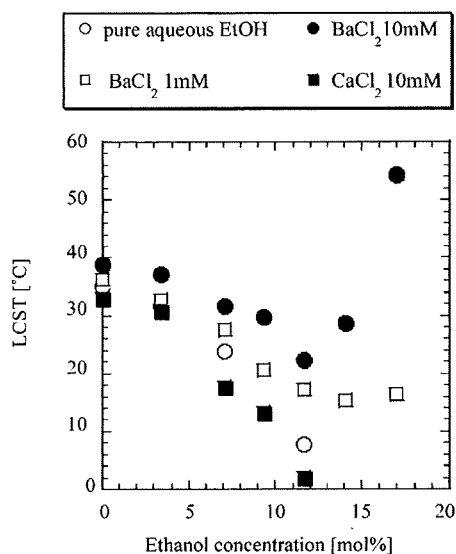 pure aqueous EtOH
BaCl2 10mM
BaCl2 1mM
CaCl2 10mM
60
50
40
30
20
10
0
LCST [°C]
0 5 10 15 20
Ethanol concentration [mol%]